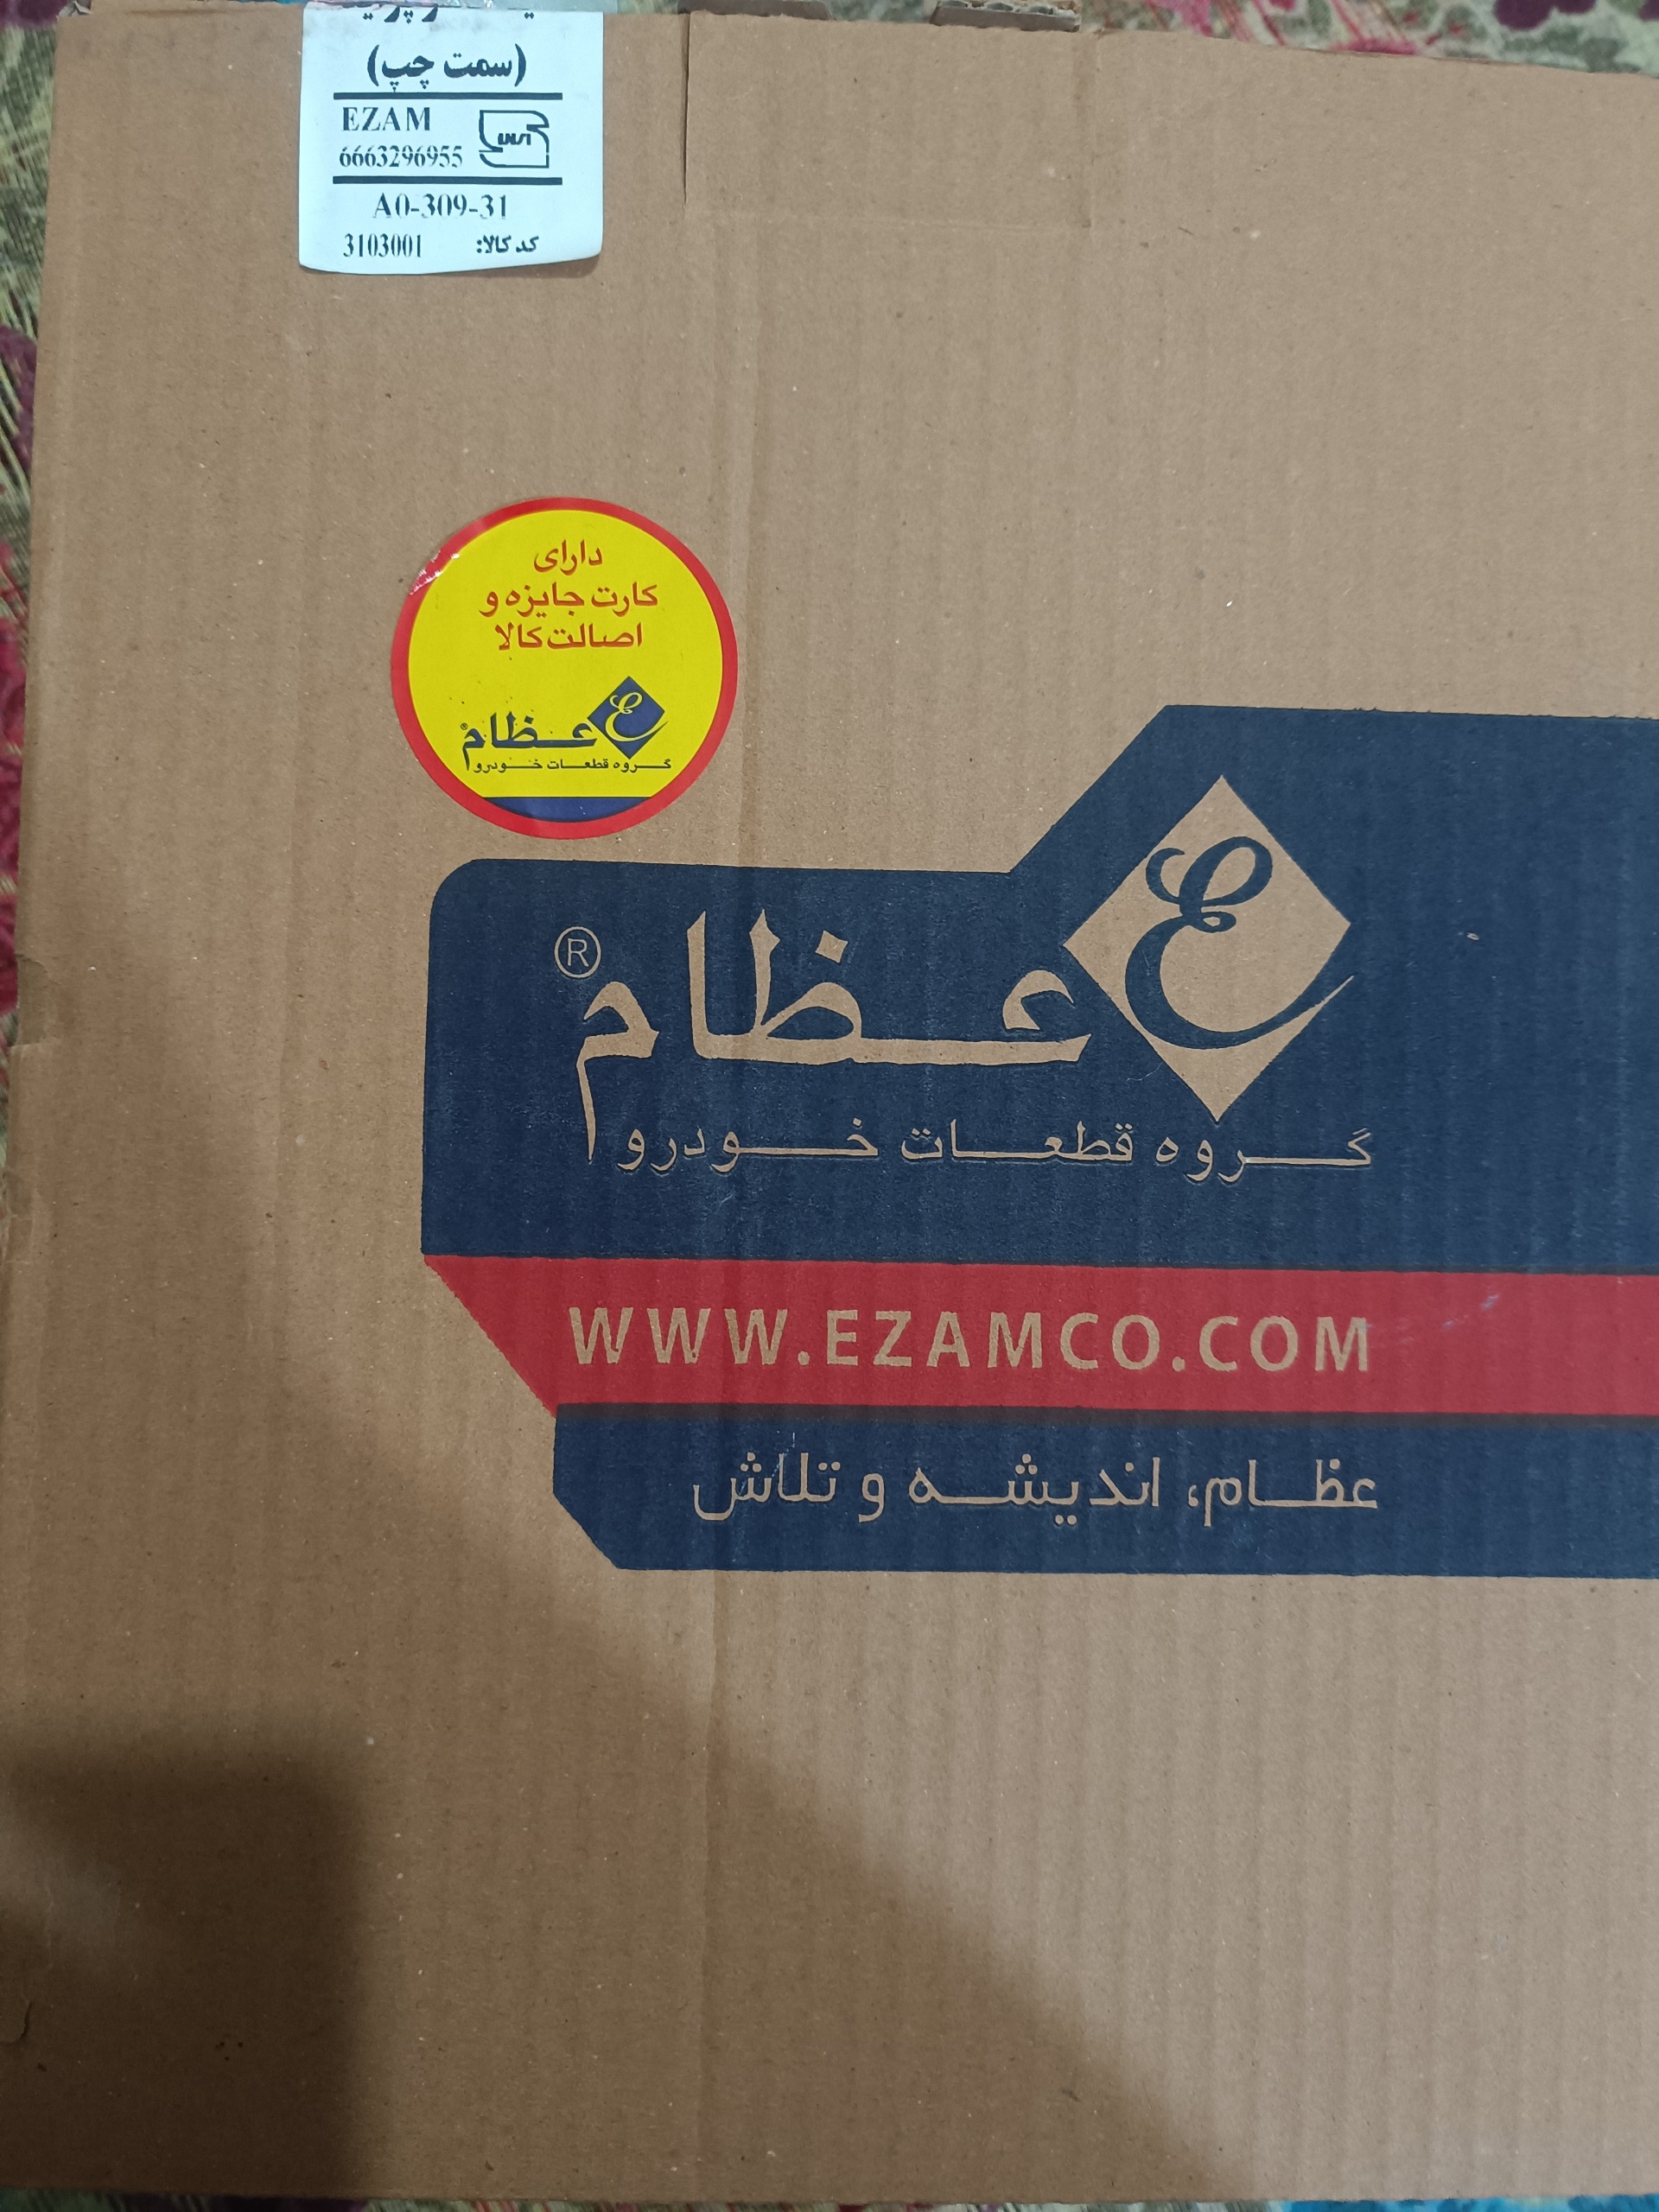 (سمت چپ)
EZAM
6663296955
A0-309-31
کد کالا: 3103001
دارای
کارت جایزه و
اصالت کالا
عظام
گروه قطعات خودرو
عظام®
گروه قطعات خودرو
WWW.EZAMCO.COM
عظام، اندیشه و تلاش